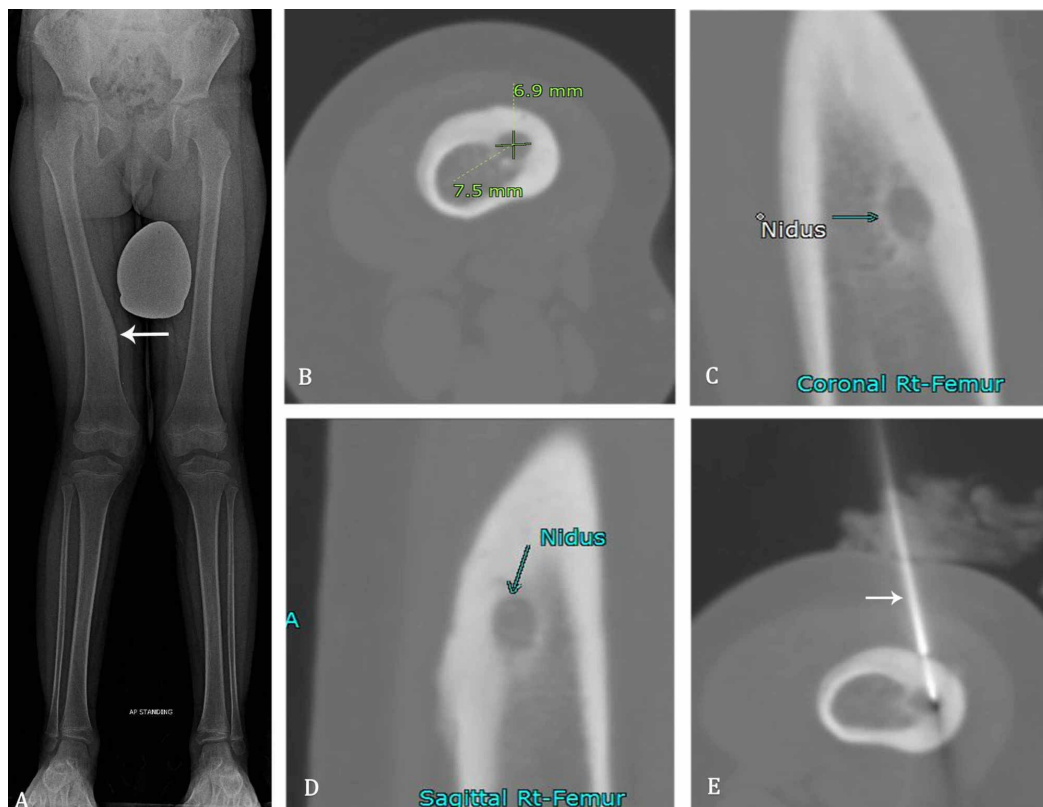 A
AP STANDING
B
6.9 mm
7.5 mm
C
Nidus
Coronal Rt-Femur
D
A
Nidus
Sagittal Rt-Femur
E